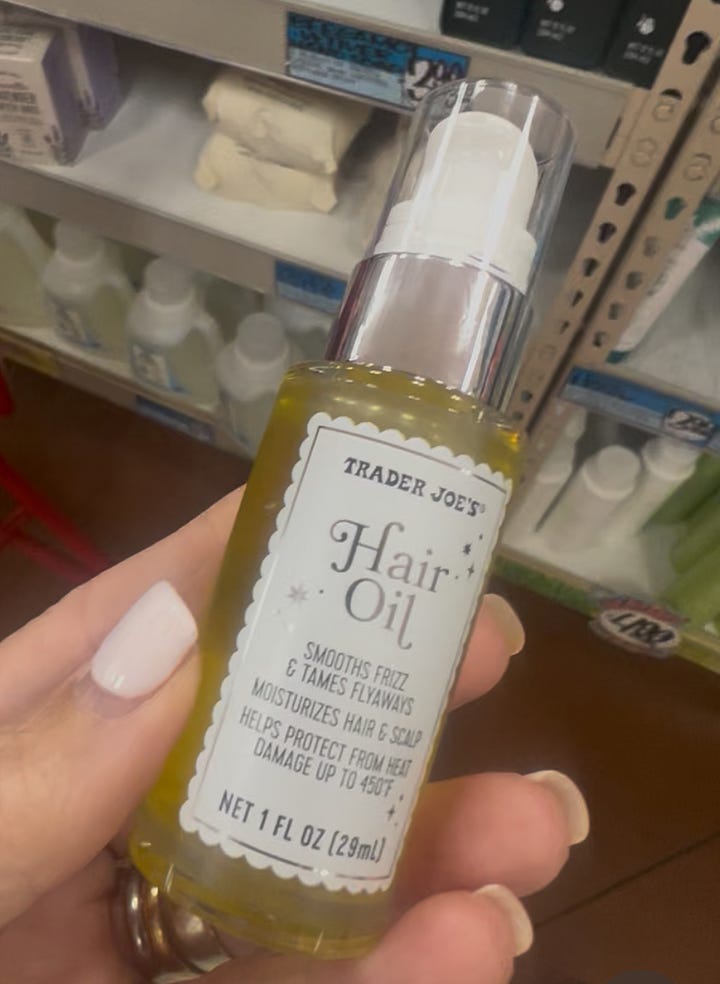 TRADER JOE'S®
Hair
Oil
SMOOTHS FRIZZ
& TAMES FLYAWAYS
MOISTURIZES HAIR & SCALP
HELPS PROTECT FROM HEAT
DAMAGE UP TO 450°F
NET 1 FL OZ (29mL)